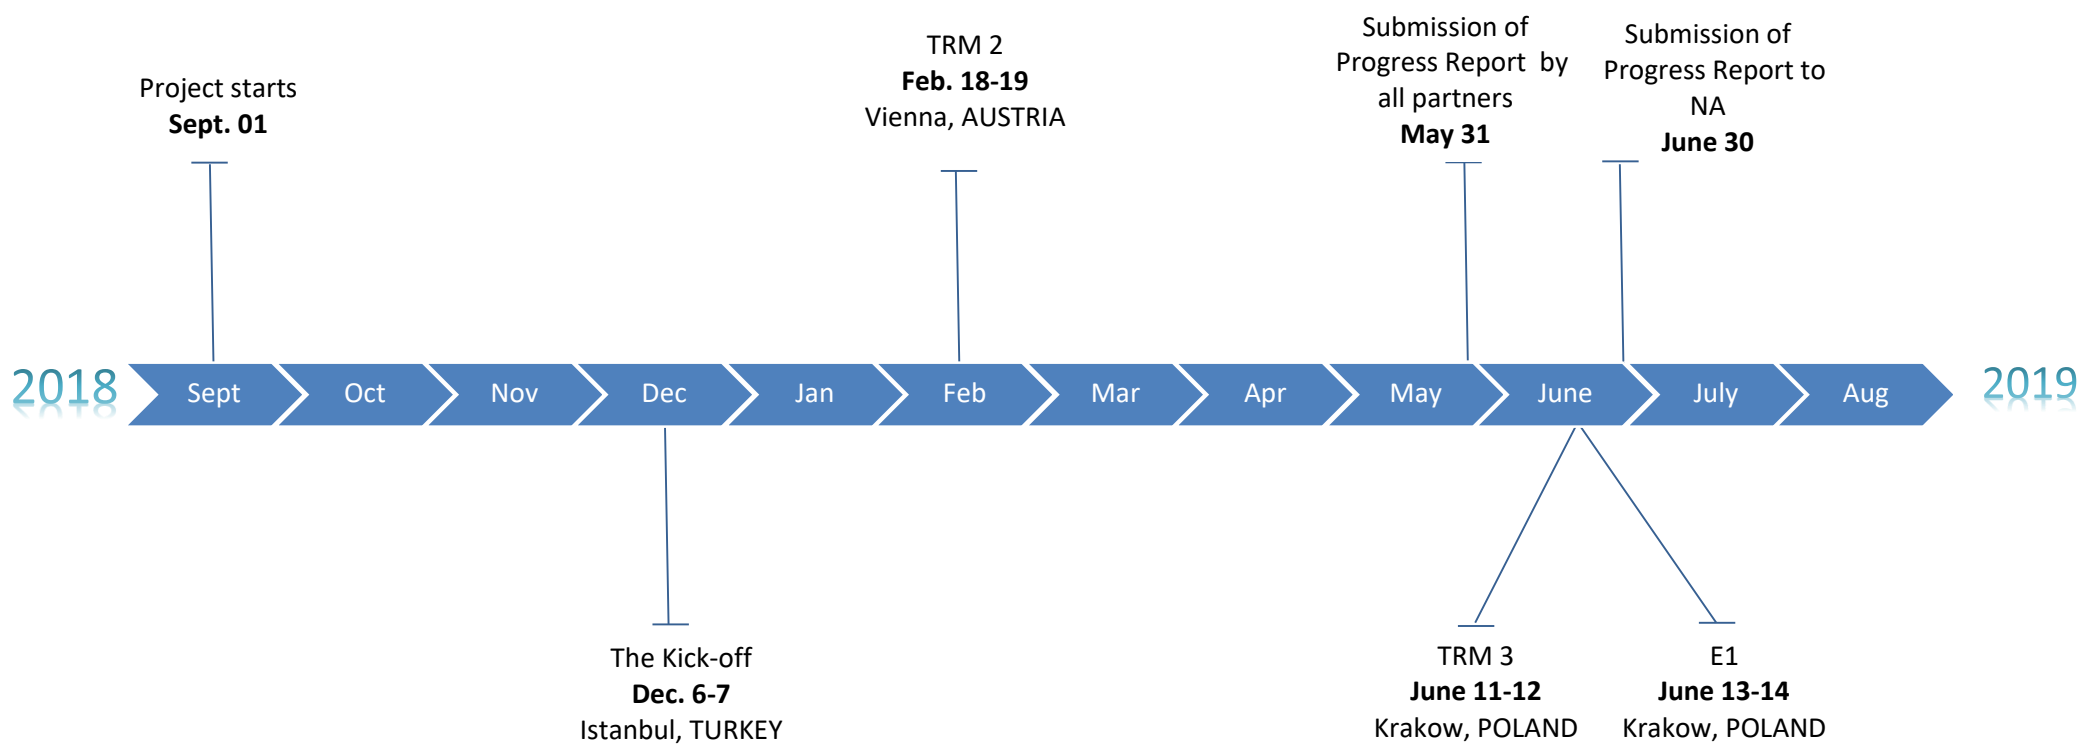 Project starts
Sept. 01
TRM 2
Feb. 18-19
Vienna, AUSTRIA
Submission of
Progress Report by
all partners
May 31
Submission of
Progress Report to
NA
June 30
2018
Sept
Oct
Nov
Dec
Jan
Feb
Mar
Apr
May
June
July
Aug
2019
The Kick-off
Dec. 6-7
Istanbul, TURKEY
TRM 3
June 11-12
Krakow, POLAND
E1
June 13-14
Krakow, POLAND